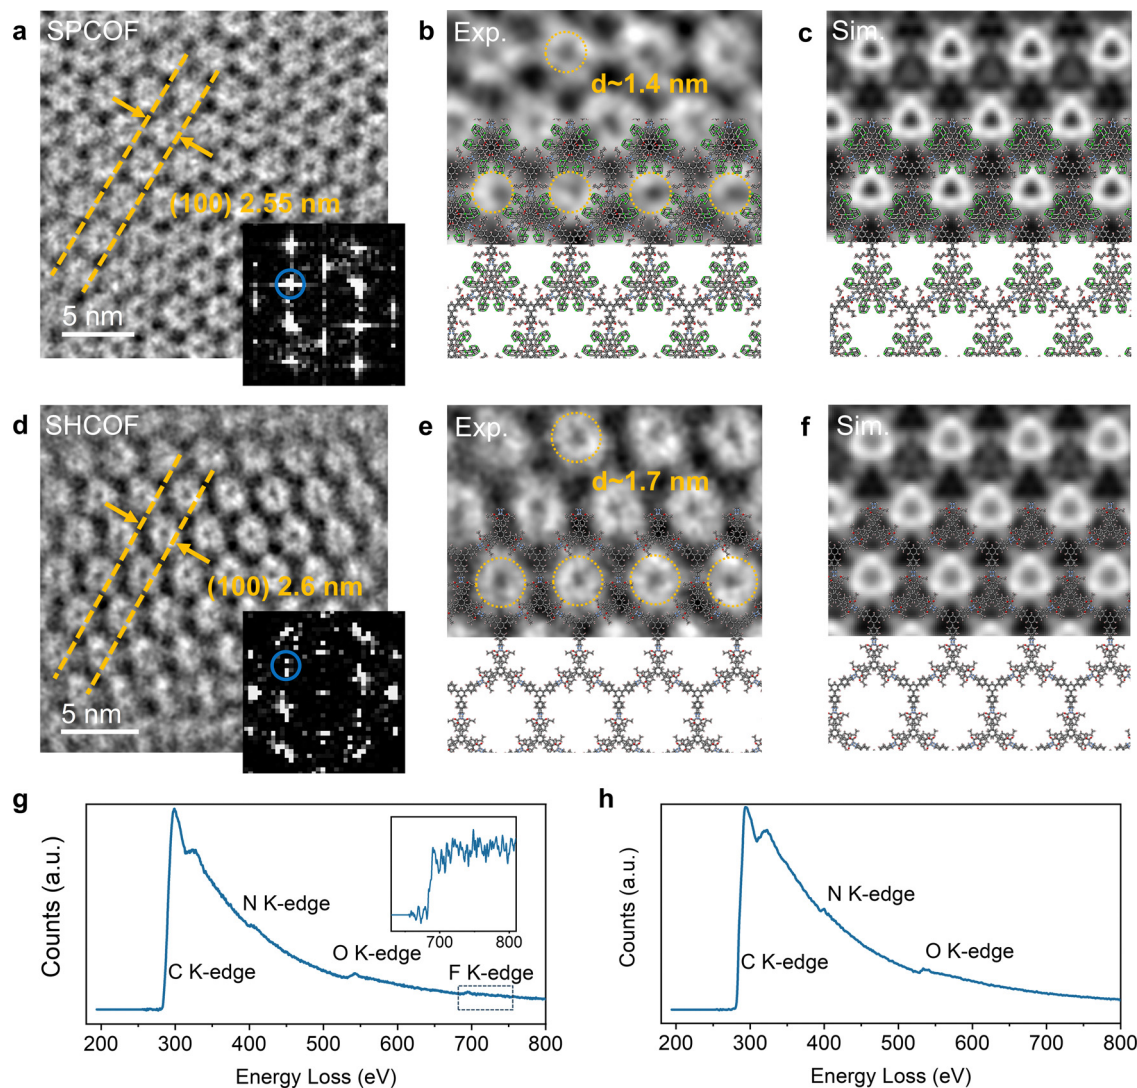 a
SPCOF
(100) 2.55 nm
5 nm
b
Exp.
d~1.4 nm
c
Sim.
d
SHCOF
(100) 2.6 nm
5 nm
e
Exp.
d~1.7 nm
f
Sim.
g
Counts (a.u.)
C K-edge
N K-edge
O K-edge
F K-edge
700
800
200
300
400
500
600
700
800
Energy Loss (eV)
h
Counts (a.u.)
C K-edge
N K-edge
O K-edge
200
300
400
500
600
700
800
Energy Loss (eV)